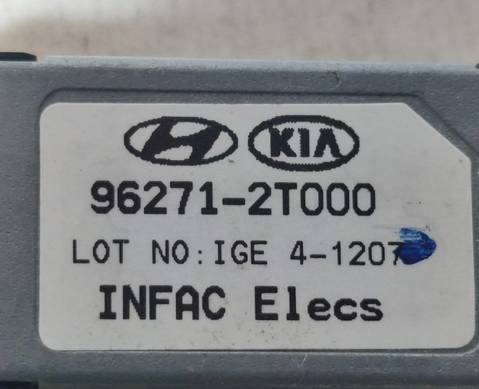 KIA
96271-2T000
LOT NO:IGE 4-1207
INFAC Elecs